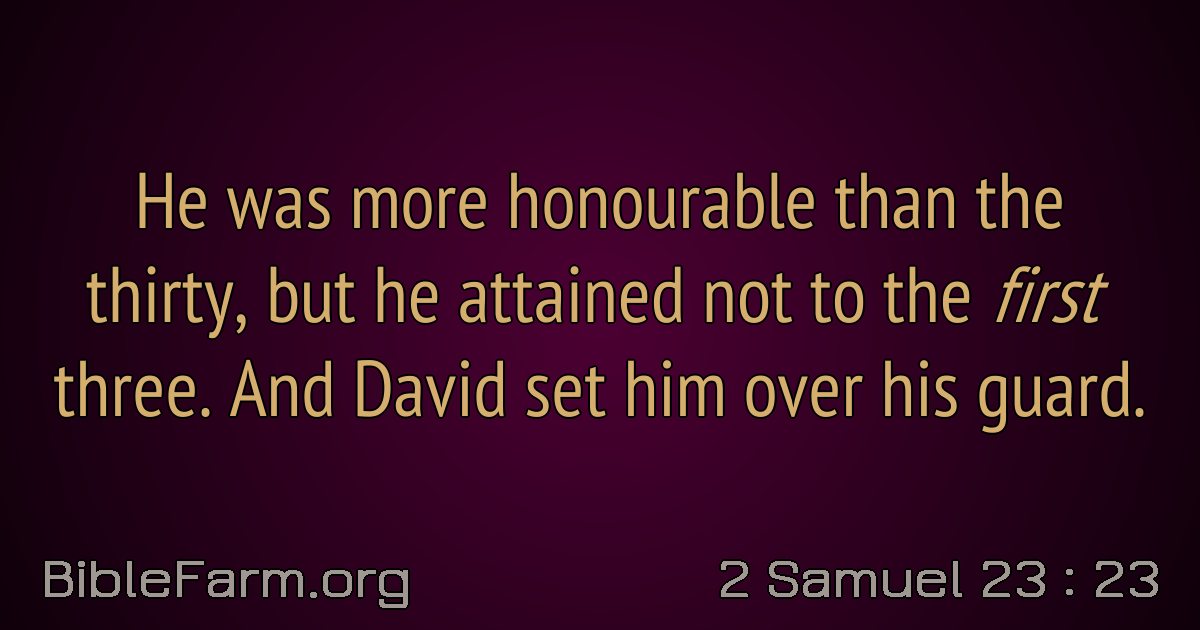 He was more honourable than the
thirty, but he attained not to the first
three. And David set him over his guard.
BibleFarm.org
2 Samuel 23 : 23